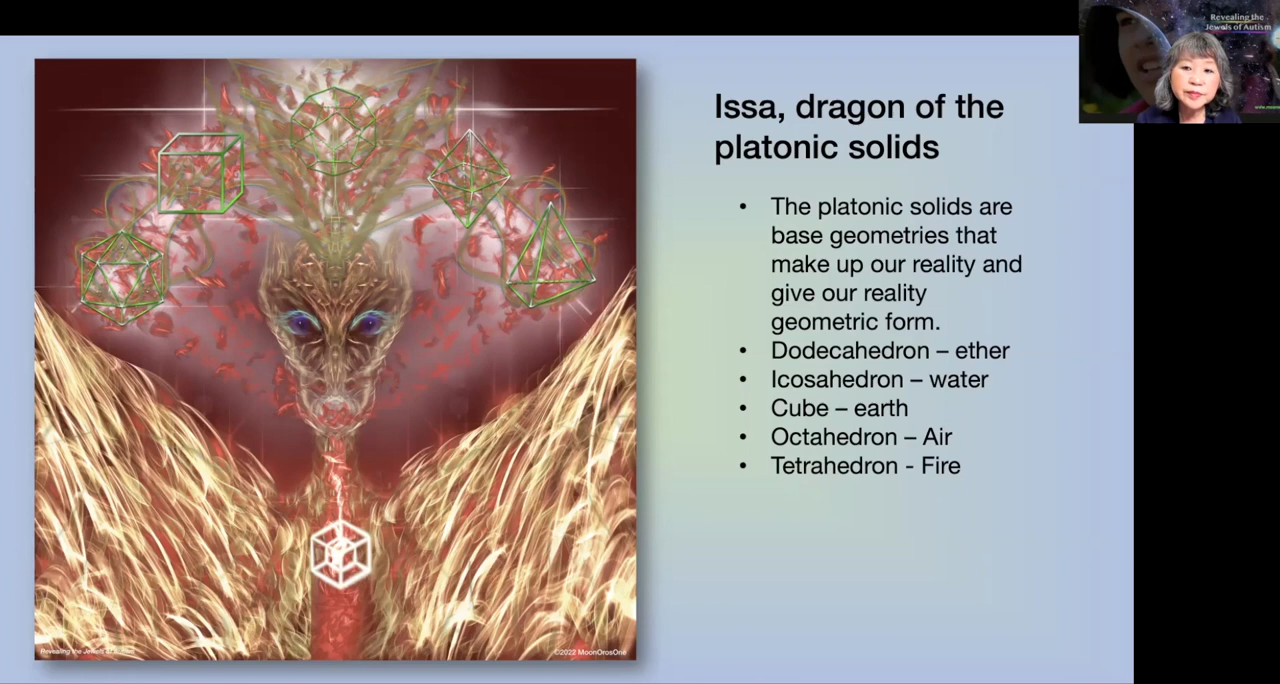 Revealing the
Jewels of Autism
Issa, dragon of the
platonic solids
• The platonic solids are
base geometries that
make up our reality and
give our reality
geometric form.
• Dodecahedron – ether
• Icosahedron – water
• Cube – earth
• Octahedron – Air
• Tetrahedron - Fire
Revealing the Jewels of Autism
©2022 MoonOrosOne